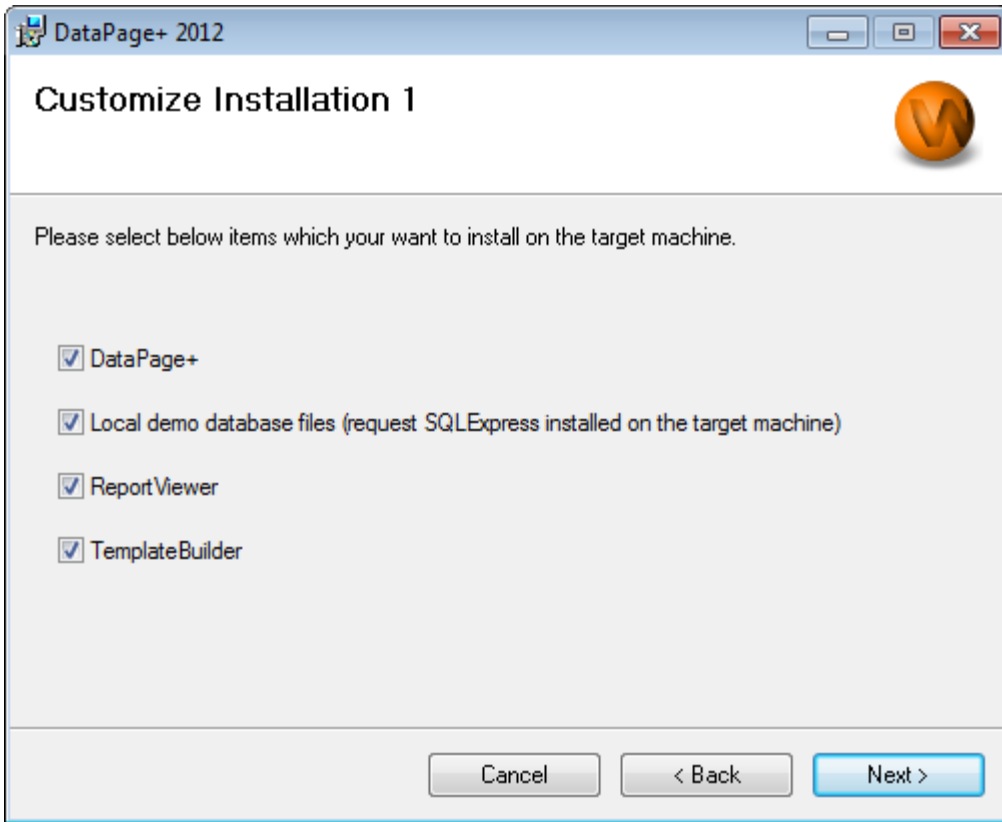 DataPage+ 2012
Customize Installation 1
W
Please select below items which your want to install on the target machine.
DataPage+
Local demo database files (request SQLExpress installed on the target machine)
ReportViewer
TemplateBuilder
Cancel
< Back
Next >